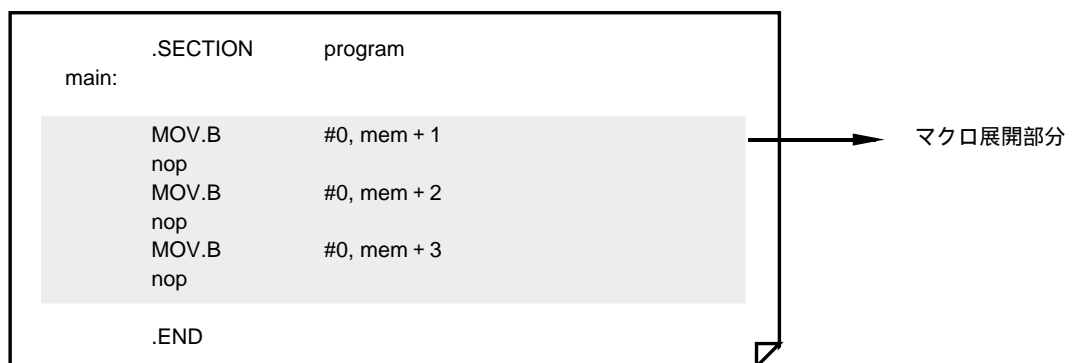 .SECTION program
main:
MOV.B #0, mem + 1
nop
MOV.B #0, mem + 2
nop
MOV.B #0, mem + 3
nop
.END
マクロ展開部分